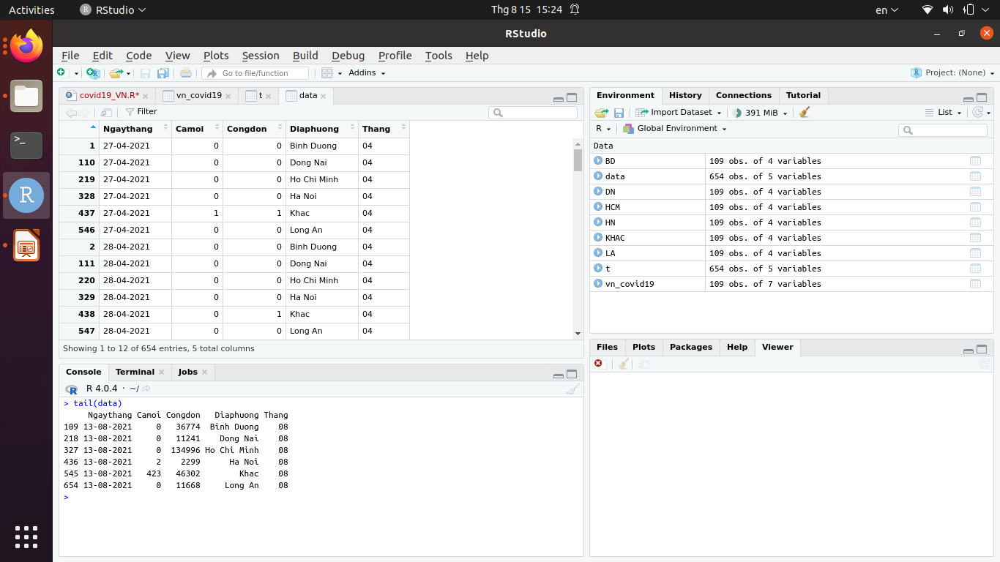 Activities RStudio Thg 8 15 15:24 en
RStudio
File Edit Code View Plots Session Build Debug Profile Tools Help
Go to file/function Addins Project: (None)
covid19_VN.R* vn_covid19 t data
Filter
Ngaythang Camoi Congdon Diaphuong Thang
1 27-04-2021 0 0 Binh Duong 04
110 27-04-2021 0 0 Dong Nai 04
219 27-04-2021 0 0 Ho Chi Minh 04
328 27-04-2021 0 0 Ha Noi 04
437 27-04-2021 1 1 Khac 04
546 27-04-2021 0 0 Long An 04
2 28-04-2021 0 0 Binh Duong 04
111 28-04-2021 0 0 Dong Nai 04
220 28-04-2021 0 0 Ho Chi Minh 04
329 28-04-2021 0 0 Ha Noi 04
438 28-04-2021 0 1 Khac 04
547 28-04-2021 0 0 Long An 04
Showing 1 to 12 of 654 entries, 5 total columns
Console Terminal Jobs
R 4.0.4 · ~/
> tail(data)
Ngaythang Camoi Congdon Diaphuong Thang
109 13-08-2021 0 36774 Binh Duong 08
218 13-08-2021 0 11241 Dong Nai 08
327 13-08-2021 0 134996 Ho Chi Minh 08
436 13-08-2021 2 2299 Ha Noi 08
545 13-08-2021 423 46302 Khac 08
654 13-08-2021 0 11668 Long An 08
>
Environment History Connections Tutorial
Import Dataset 391 MiB List
R Global Environment
Data
BD 109 obs. of 4 variables
data 654 obs. of 5 variables
DN 109 obs. of 4 variables
HCM 109 obs. of 4 variables
HN 109 obs. of 4 variables
KHAC 109 obs. of 4 variables
LA 109 obs. of 4 variables
t 654 obs. of 5 variables
vn_covid19 109 obs. of 7 variables
Files Plots Packages Help Viewer